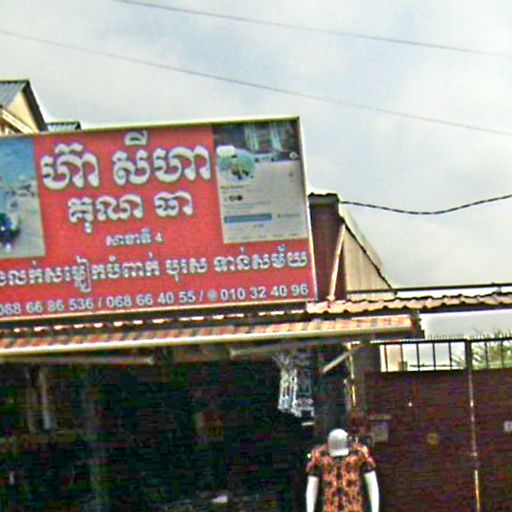 ហ៊ា សីហា
គុណ ធា
សាខាទី 4
លក់សម្លៀកបំពាក់ បុរស ទាន់សម័យ
068 66 86 536 / 068 66 40 55 / 010 32 40 96